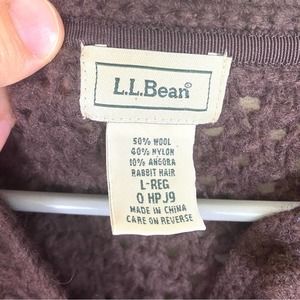 L.L.Bean®
50% WOOL
40% NYLON
10% ANGORA
RABBIT HAIR
L-REG
0 HPJ9
MADE IN CHINA
CARE ON REVERSE